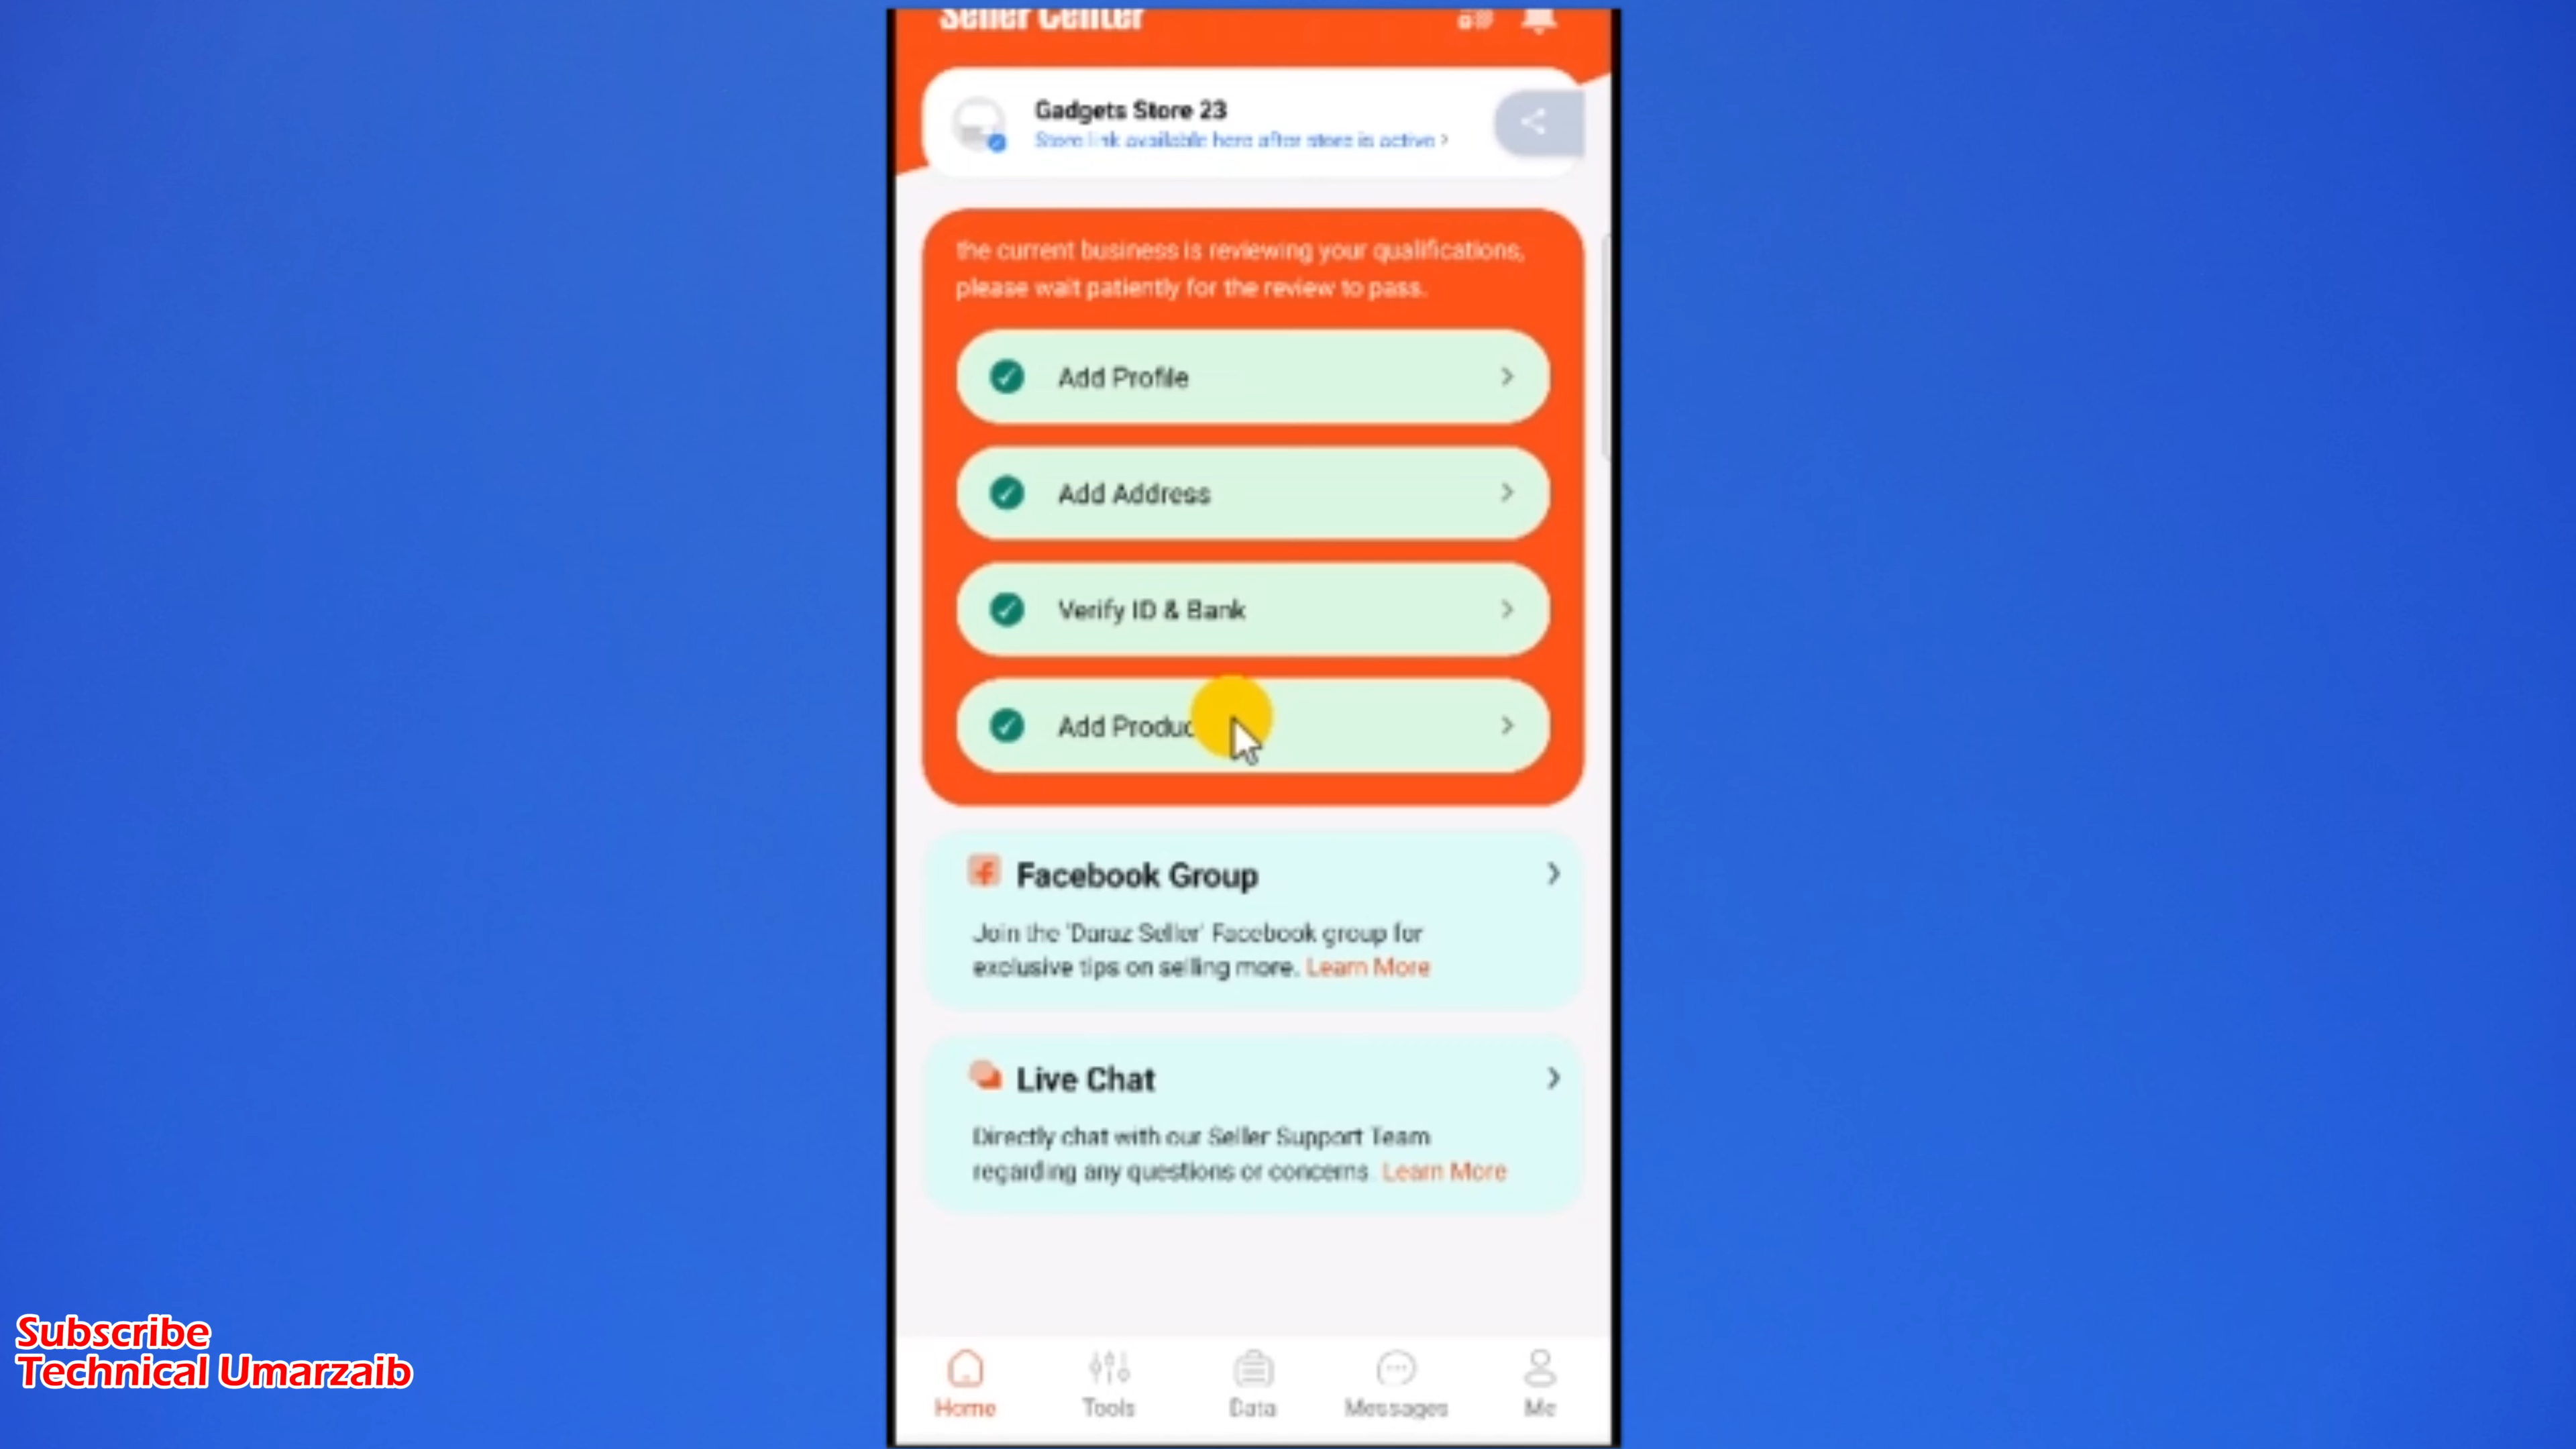 Seller Center
Gadgets Store 23
Store link available here after store is active >
the current business is reviewing your qualifications,
please wait patiently for the review to pass.
Add Profile
Add Address
Verify ID & Bank
Add Produc
Facebook Group
Join the 'Daraz Seller' Facebook group for
exclusive tips on selling more. Learn More
Live Chat
Directly chat with our Seller Support Team
regarding any questions or concerns. Learn More
Home
Tools
Data
Messages
Me
Subscribe
Technical Umarzaib